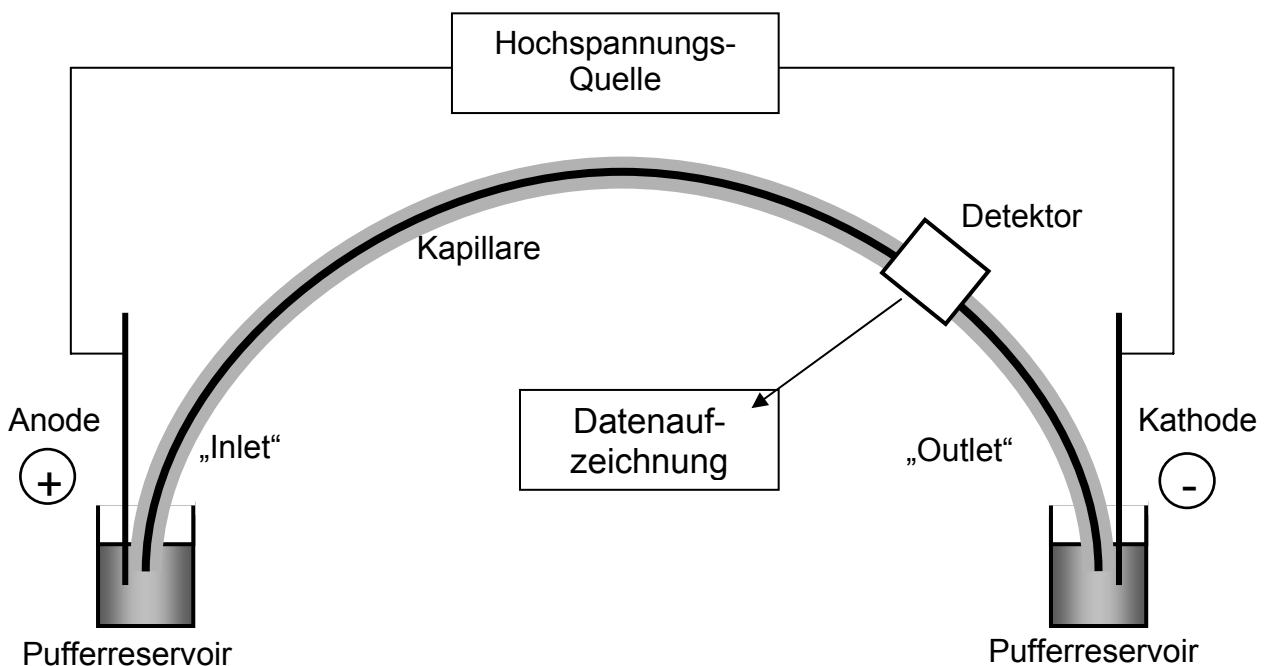 Hochspannungs-
Quelle
Detektor
Kapillare
Datenauf-
zeichnung
Anode
+
„Inlet“
„Outlet“
Kathode
-
Pufferreservoir
Pufferreservoir